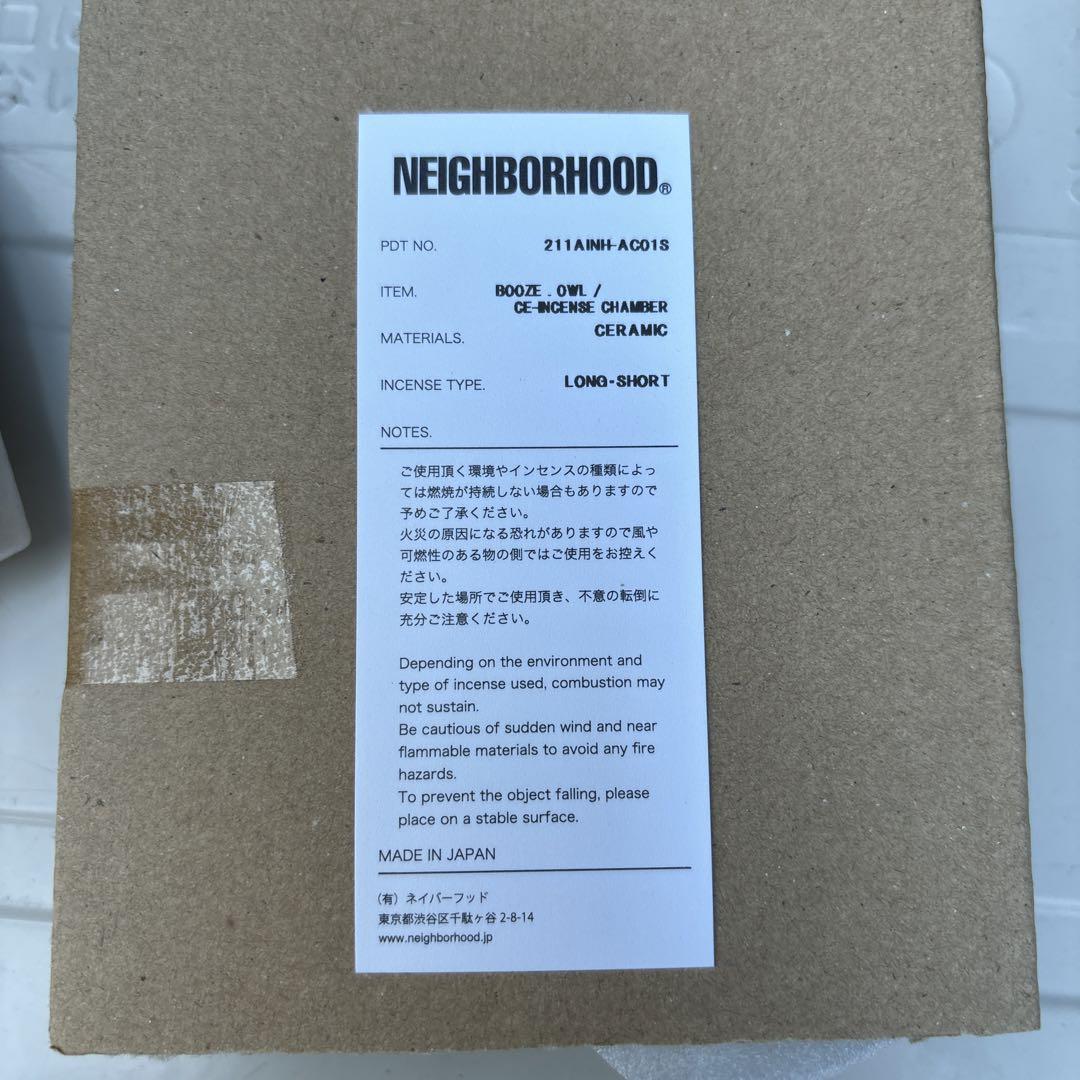 NEIGHBORHOOD®
PDT NO. 211AINH-AC01S
ITEM. BOOZE . OWL /
CE-INCENSE CHAMBER
MATERIALS. CERAMIC
INCENSE TYPE. LONG・SHORT
NOTES.
ご使用頂く環境やインセンスの種類によっ
ては燃焼が持続しない場合もありますので
予めご了承ください。
火災の原因になる恐れがありますので風や
可燃性のある物の側ではご使用をお控えく
ださい。
安定した場所でご使用頂き、不意の転倒に
充分ご注意ください。
Depending on the environment and
type of incense used, combustion may
not sustain.
Be cautious of sudden wind and near
flammable materials to avoid any fire
hazards.
To prevent the object falling, please
place on a stable surface.
MADE IN JAPAN
(有) ネイバーフッド
東京都渋谷区千駄ヶ谷 2-8-14
www.neighborhood.jp